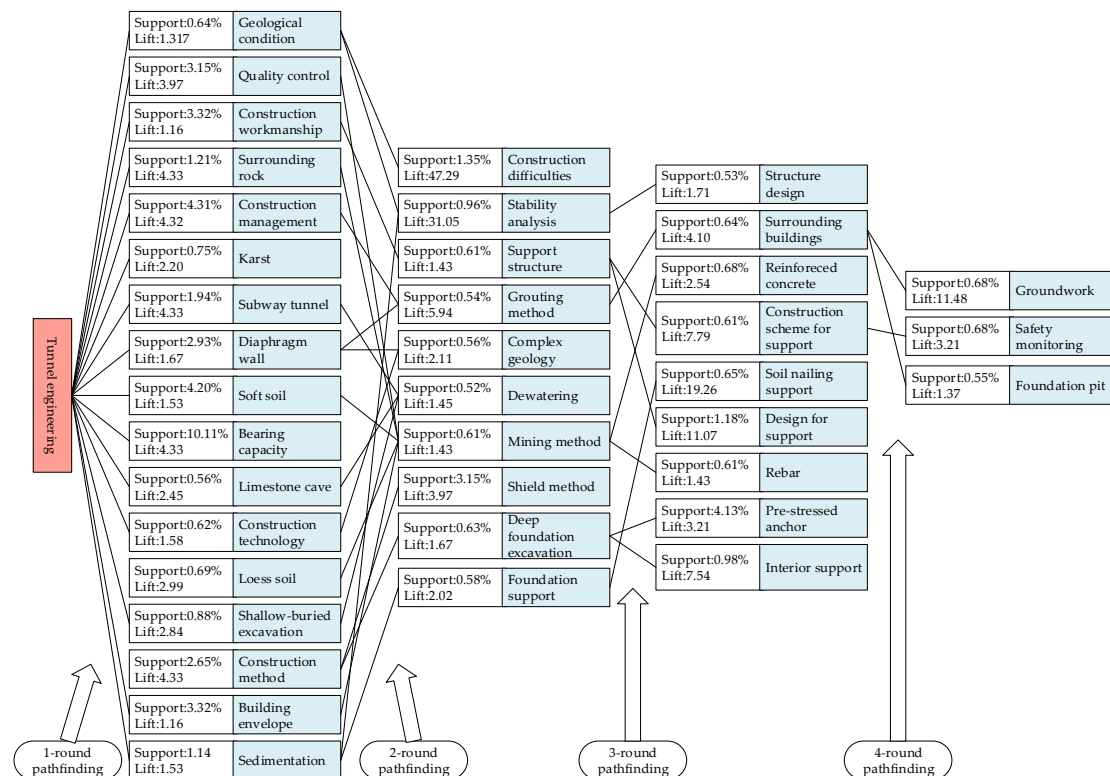 Tunnel engineering
Support:0.64%
Lift:1.317
Geological
condition
Support:3.15%
Lift:3.97
Quality control
Support:3.32%
Lift:1.16
Construction
workmanship
Support:1.21%
Lift:4.33
Surrounding
rock
Support:4.31%
Lift:4.32
Construction
management
Support:0.75%
Lift:2.20
Karst
Support:1.94%
Lift:4.33
Subway tunnel
Support:2.93%
Lift:1.67
Diaphragm
wall
Support:4.20%
Lift:1.53
Soft soil
Support:10.11%
Lift:4.33
Bearing
capacity
Support:0.56%
Lift:2.45
Limestone cave
Support:0.62%
Lift:1.58
Construction
technology
Support:0.69%
Lift:2.99
Loess soil
Support:0.88%
Lift:2.84
Shallow-buried
excavation
Support:2.65%
Lift:4.33
Construction
method
Support:3.32%
Lift:1.16
Building
envelope
Support:1.14
Lift:1.53
Sedimentation
Support:1.35%
Lift:47.29
Construction
difficulties
Support:0.96%
Lift:31.05
Stability
analysis
Support:0.61%
Lift:1.43
Support
structure
Support:0.54%
Lift:5.94
Grouting
method
Support:0.56%
Lift:2.11
Complex
geology
Support:0.52%
Lift:1.45
Dewatering
Support:0.61%
Lift:1.43
Mining method
Support:3.15%
Lift:3.97
Shield method
Support:0.63%
Lift:1.67
Deep
foundation
excavation
Support:0.58%
Lift:2.02
Foundation
support
Support:0.53%
Lift:1.71
Structure
design
Support:0.64%
Lift:4.10
Surrounding
buildings
Support:0.68%
Lift:2.54
Reinforeced
concrete
Support:0.61%
Lift:7.79
Construction
scheme for
support
Support:0.65%
Lift:19.26
Soil nailing
support
Support:1.18%
Lift:11.07
Design for
support
Support:0.61%
Lift:1.43
Rebar
Support:4.13%
Lift:3.21
Pre-stressed
anchor
Support:0.98%
Lift:7.54
Interior support
Support:0.68%
Lift:11.48
Groundwork
Support:0.68%
Lift:3.21
Safety
monitoring
Support:0.55%
Lift:1.37
Foundation pit
1-round
pathfinding
2-round
pathfinding
3-round
pathfinding
4-round
pathfinding